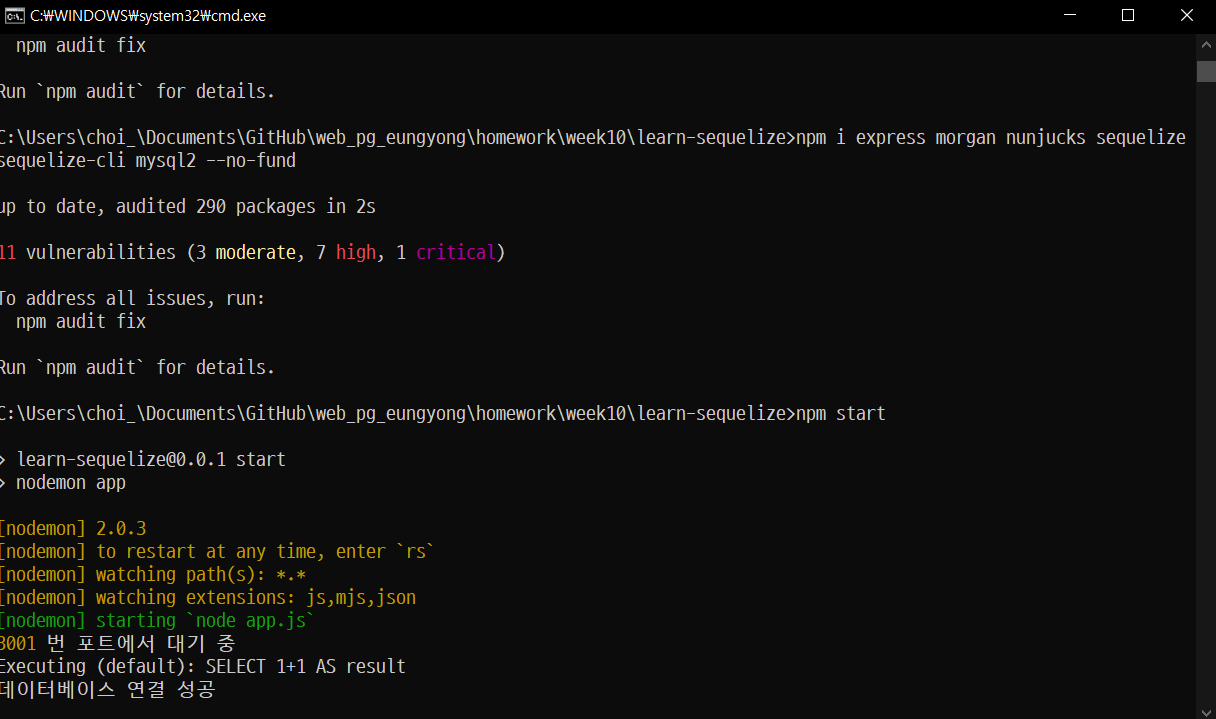 C:\WINDOWS\system32\cmd.exe
npm audit fix
Run `npm audit` for details.
C:\Users\choi_\Documents\GitHub\web_pg_eungyong\homework\week10\learn-sequelize>npm i express morgan nunjucks sequelize
sequelize-cli mysql2 --no-fund
up to date, audited 290 packages in 2s
11 vulnerabilities (3 moderate, 7 high, 1 critical)
To address all issues, run:
npm audit fix
Run `npm audit` for details.
C:\Users\choi_\Documents\GitHub\web_pg_eungyong\homework\week10\learn-sequelize>npm start
> learn-sequelize@0.0.1 start
> nodemon app
[nodemon] 2.0.3
[nodemon] to restart at any time, enter `rs`
[nodemon] watching path(s): *.*
[nodemon] watching extensions: js,mjs,json
[nodemon] starting `node app.js`
3001 번 포트에서 대기 중
Executing (default): SELECT 1+1 AS result
데이터베이스 연결 성공